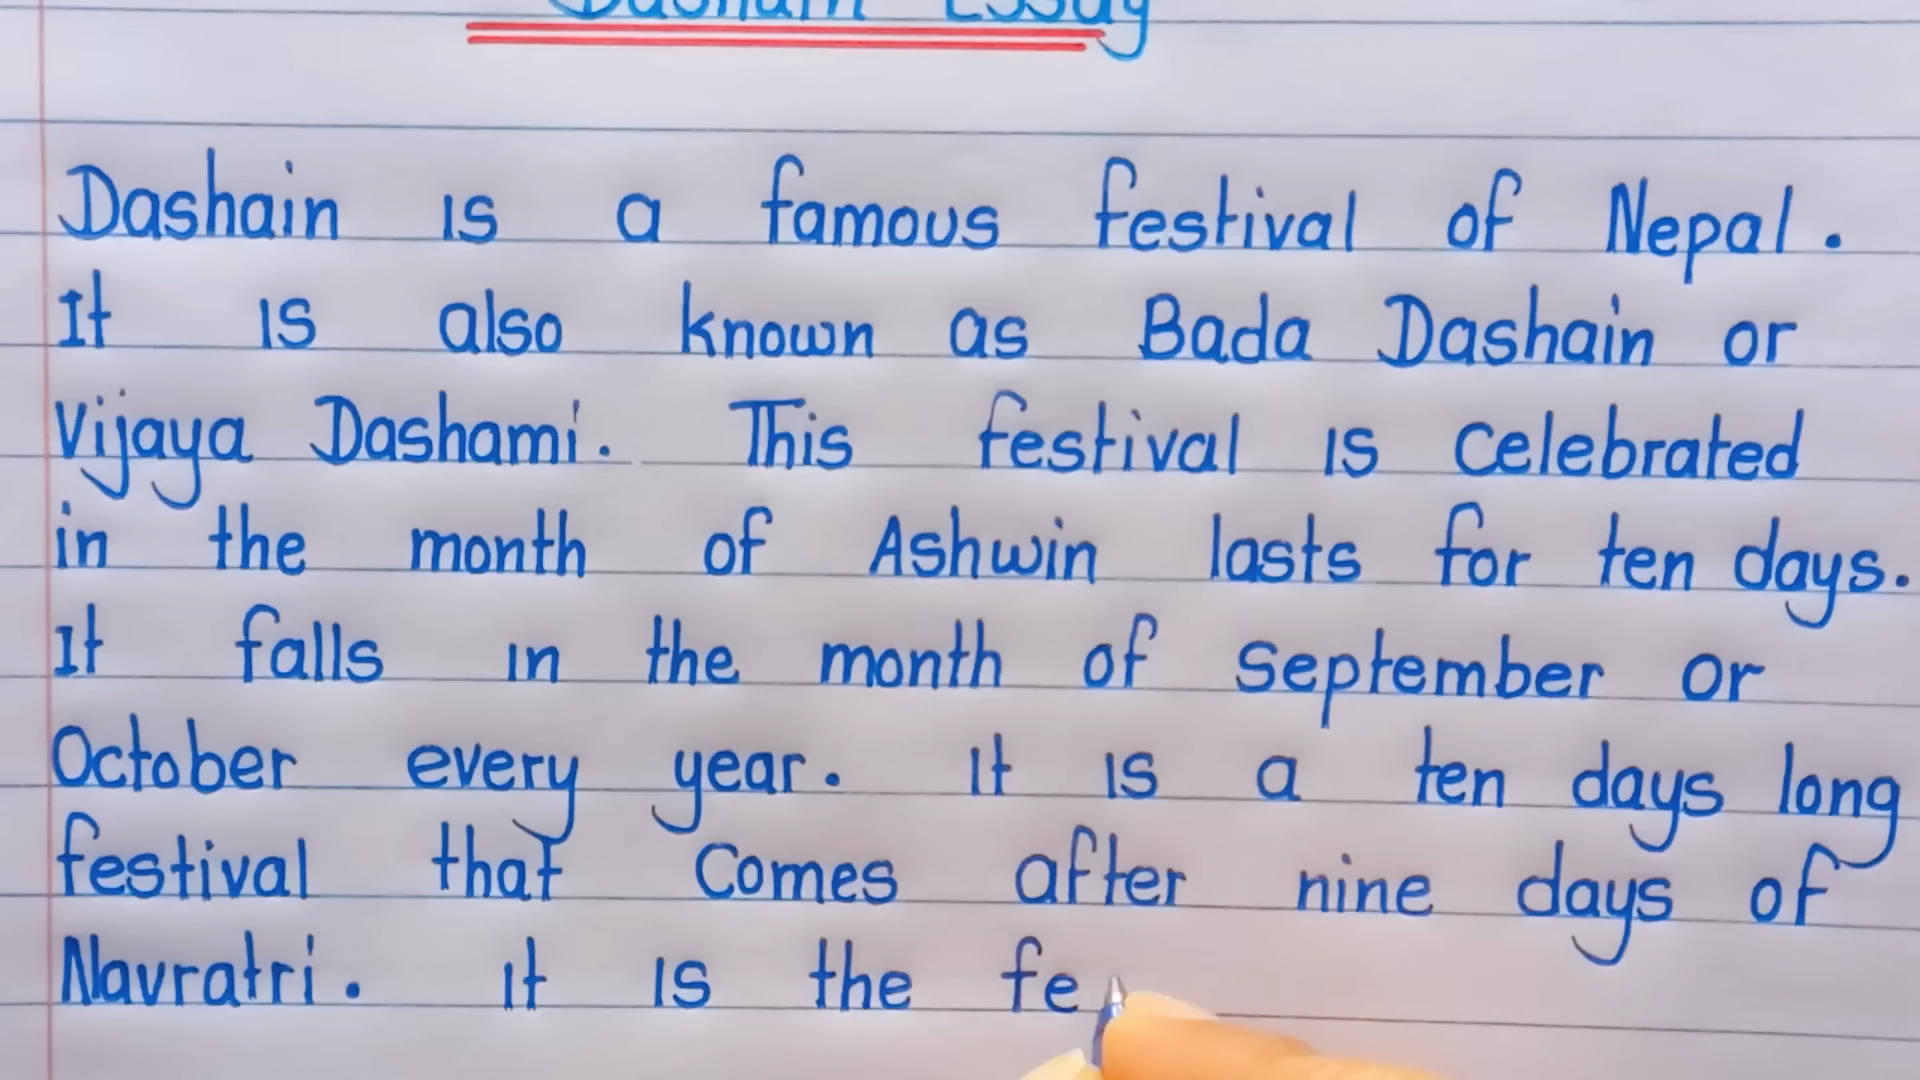 Dashain Essay
Dashain is a famous festival of Nepal.
It is also known as Bada Dashain or
Vijaya Dashami. This festival is celebrated
in the month of Ashwin lasts for ten days.
It falls in the month of september or
October every year. it is a ten days long
festival that comes after nine days of
Navratri. it is the fe